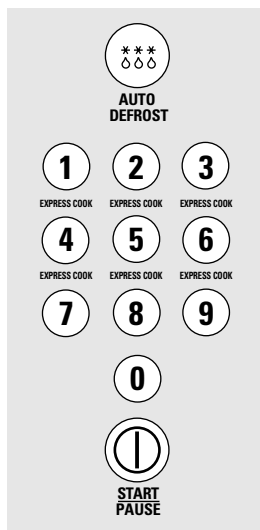 AUTO
DEFROST
1 2 3
EXPRESS COOK EXPRESS COOK EXPRESS COOK
4 5 6
EXPRESS COOK EXPRESS COOK EXPRESS COOK
7 8 9
0
START
PAUSE